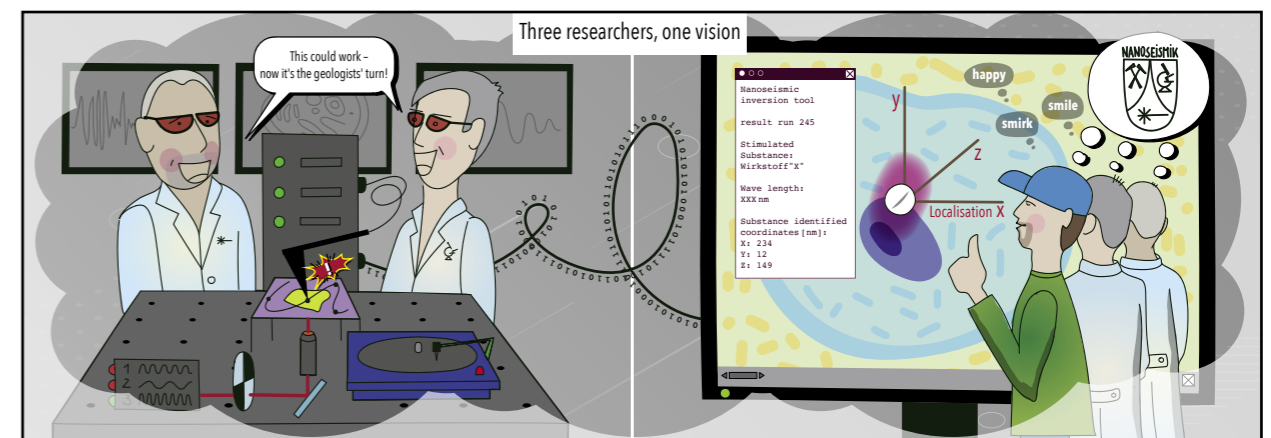 Three researchers, one vision
This could work –
now it's the geologists' turn!
1
2
3
Nanoseismic
inversion tool
result run 245
Stimulated
Substance:
Wirkstoff"X"
Wave length:
XXX nm
Substance identified
coordinates[nm]:
X: 234
Y: 12
Z: 149
y
z
Localisation X
happy
smile
smirk
NANOSEISMIK
!